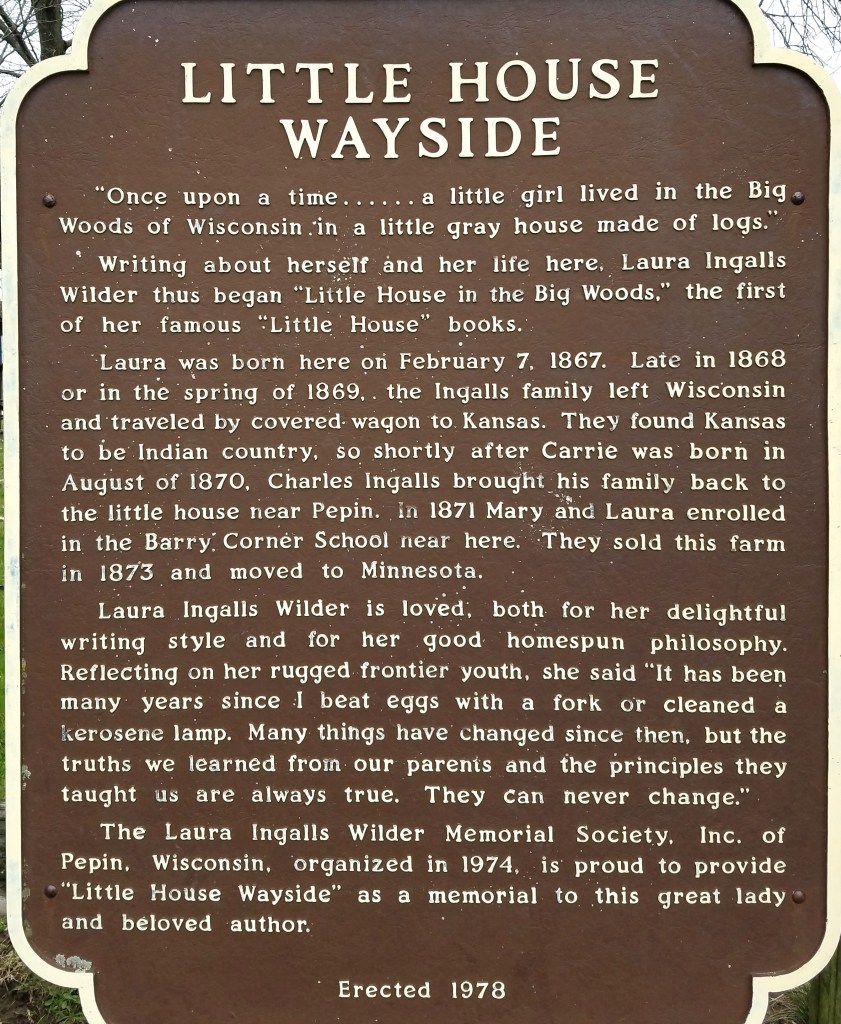 LITTLE HOUSE
WAYSIDE
"Once upon a time......a little girl lived in the Big
Woods of Wisconsin in a little gray house made of logs."
Writing about herself and her life here, Laura Ingalls
Wilder thus began "Little House in the Big Woods," the first
of her famous "Little House" books.
Laura was born here on February 7, 1867. Late in 1868
or in the spring of 1869, the Ingalls family left Wisconsin
and traveled by covered wagon to Kansas. They found Kansas
to be Indian country, so shortly after Carrie was born in
August of 1870, Charles Ingalls brought his family back to
the little house near Pepin. In 1871 Mary and Laura enrolled
in the Barry Corner School near here. They sold this farm
in 1873 and moved to Minnesota.
Laura Ingalls Wilder is loved, both for her delightful
writing style and for her good homespun philosophy.
Reflecting on her rugged frontier youth, she said "It has been
many years since I beat eggs with a fork or cleaned a
kerosene lamp. Many things have changed since then, but the
truths we learned from our parents and the principles they
taught us are always true. They can never change."
The Laura Ingalls Wilder Memorial Society, Inc. of
Pepin, Wisconsin, organized in 1974, is proud to provide
"Little House Wayside" as a memorial to this great lady
and beloved author.
Erected 1978